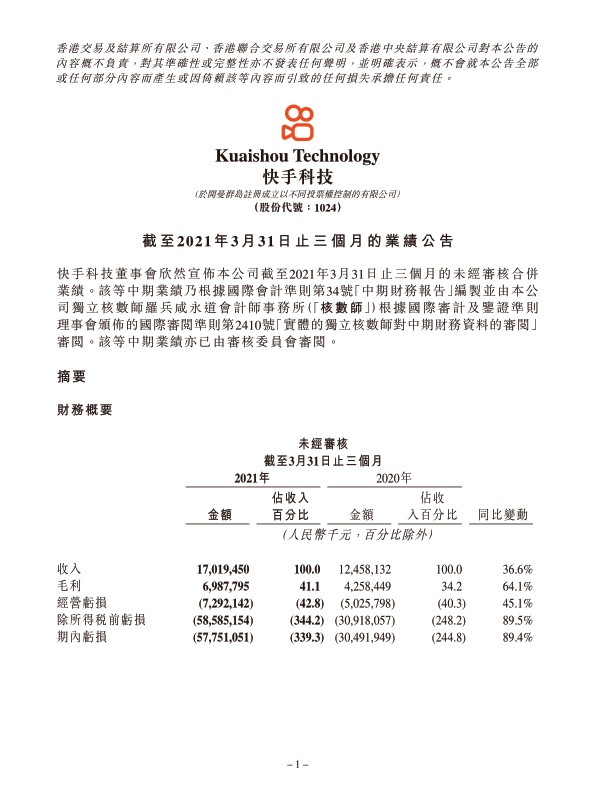 香港交易及結算所有限公司、香港聯合交易所有限公司及香港中央結算有限公司對本公告的
內容概不負責，對其準確性或完整性亦不發表任何聲明，並明確表示，概不會就本公告全部
或任何部分內容而產生或因倚賴該等內容而引致的任何損失承擔任何責任。
Kuaishou Technology
快手科技
（於開曼群島註冊成立以不同投票權控制的有限公司）
（股份代號：1024）
截至2021年3月31日止三個月的業績公告
快手科技董事會欣然宣佈本公司截至2021年3月31日止三個月的未經審核合併
業績。該等中期業績乃根據國際會計準則第34號「中期財務報告」編製並由本公
司獨立核數師羅兵咸永道會計師事務所（「核數師」）根據國際審計及鑒證準則
理事會頒佈的國際審閱準則第2410號「實體的獨立核數師對中期財務資料的審閱」
審閱。該等中期業績亦已由審核委員會審閱。
摘要
財務概要
未經審核
截至3月31日止三個月
2021年 2020年
佔收入 佔收
金額 百分比 金額 入百分比 同比變動
（人民幣千元，百分比除外）
收入 17,019,450 100.0 12,458,132 100.0 36.6%
毛利 6,987,795 41.1 4,258,449 34.2 64.1%
經營虧損 (7,292,142) (42.8) (5,025,798) (40.3) 45.1%
除所得稅前虧損 (58,585,154) (344.2) (30,918,057) (248.2) 89.5%
期內虧損 (57,751,051) (339.3) (30,491,949) (244.8) 89.4%
– 1 –